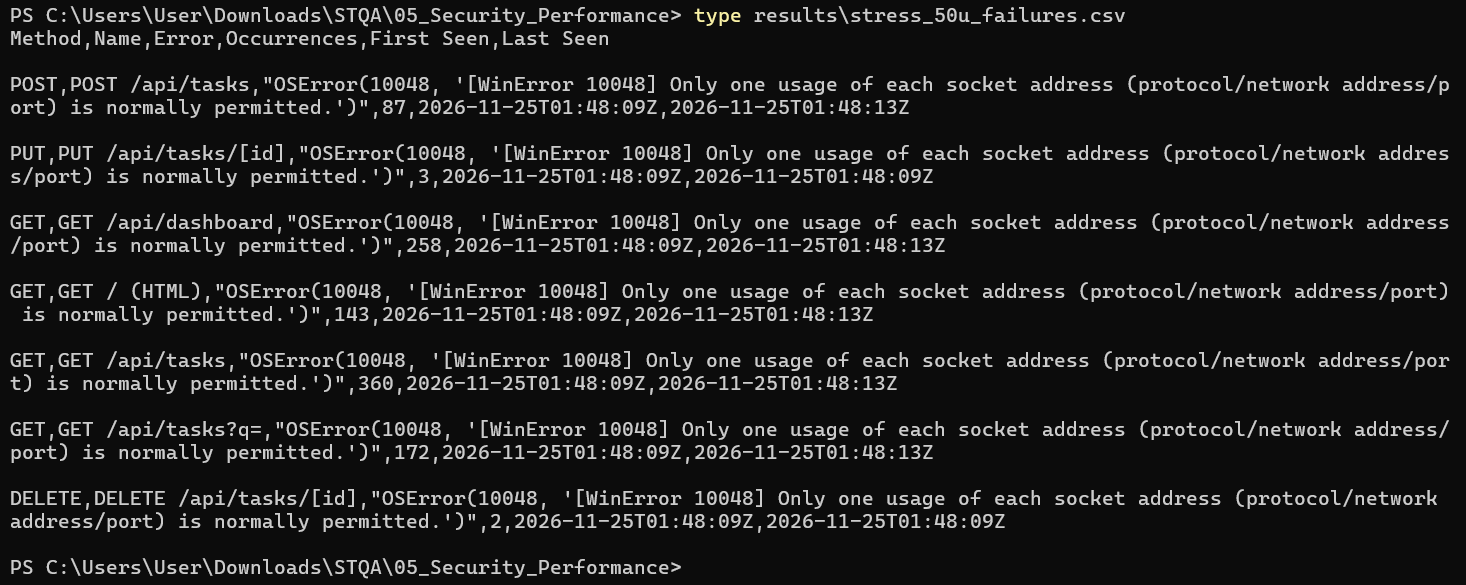 PS C:\Users\User\Downloads\STQA\05_Security_Performance> type results\stress_50u_failures.csv
Method,Name,Error,Occurrences,First Seen,Last Seen
POST,POST /api/tasks,"OSError(10048, '[WinError 10048] Only one usage of each socket address (protocol/network address/p
ort) is normally permitted.')",87,2026-11-25T01:48:09Z,2026-11-25T01:48:13Z
PUT,PUT /api/tasks/[id],"OSError(10048, '[WinError 10048] Only one usage of each socket address (protocol/network addres
s/port) is normally permitted.')",3,2026-11-25T01:48:09Z,2026-11-25T01:48:09Z
GET,GET /api/dashboard,"OSError(10048, '[WinError 10048] Only one usage of each socket address (protocol/network address
/port) is normally permitted.')",258,2026-11-25T01:48:09Z,2026-11-25T01:48:13Z
GET,GET / (HTML),"OSError(10048, '[WinError 10048] Only one usage of each socket address (protocol/network address/port)
 is normally permitted.')",143,2026-11-25T01:48:09Z,2026-11-25T01:48:13Z
GET,GET /api/tasks,"OSError(10048, '[WinError 10048] Only one usage of each socket address (protocol/network address/por
t) is normally permitted.')",360,2026-11-25T01:48:09Z,2026-11-25T01:48:13Z
GET,GET /api/tasks?q=,"OSError(10048, '[WinError 10048] Only one usage of each socket address (protocol/network address/
port) is normally permitted.')",172,2026-11-25T01:48:09Z,2026-11-25T01:48:13Z
DELETE,DELETE /api/tasks/[id],"OSError(10048, '[WinError 10048] Only one usage of each socket address (protocol/network
address/port) is normally permitted.')",2,2026-11-25T01:48:09Z,2026-11-25T01:48:09Z
PS C:\Users\User\Downloads\STQA\05_Security_Performance>